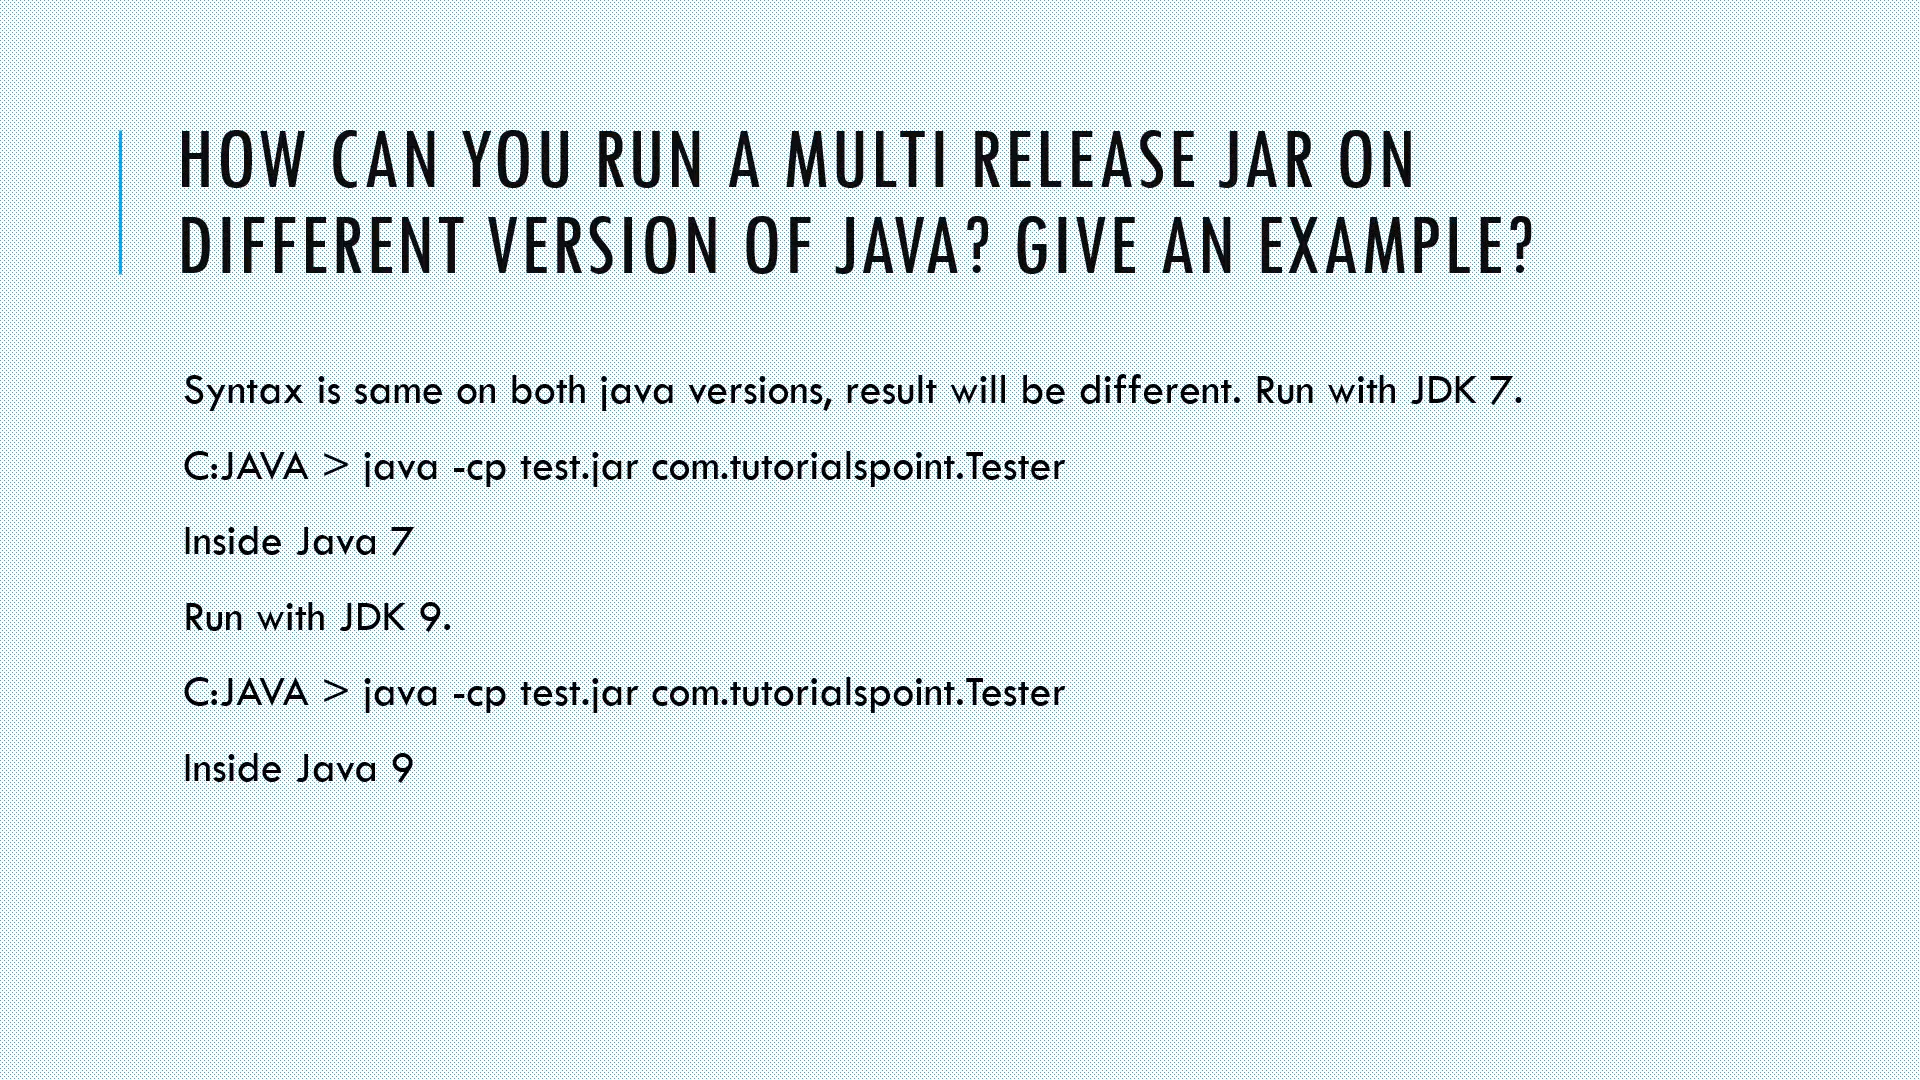 HOW CAN YOU RUN A MULTI RELEASE JAR ON
DIFFERENT VERSION OF JAVA? GIVE AN EXAMPLE?
Syntax is same on both java versions, result will be different. Run with JDK 7.
C:JAVA > java -cp test.jar com.tutorialspoint.Tester
Inside Java 7
Run with JDK 9.
C:JAVA > java -cp test.jar com.tutorialspoint.Tester
Inside Java 9